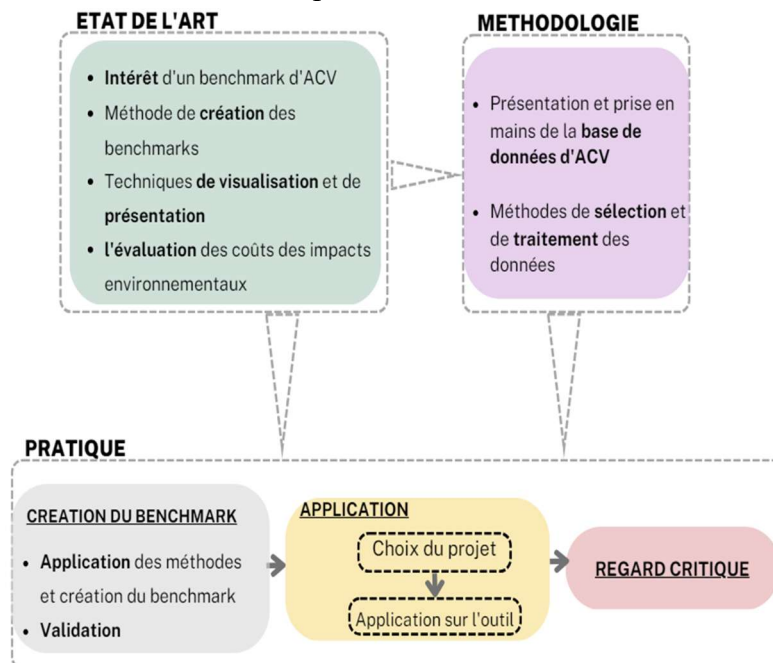 ETAT DE L'ART
• Intérêt d'un benchmark d'ACV
• Méthode de création des
benchmarks
• Techniques de visualisation et de
présentation
• l'évaluation des coûts des impacts
environnementaux
METHODOLOGIE
• Présentation et prise en
mains de la base de
données d'ACV
• Méthodes de sélection et
de traitement des
données
PRATIQUE
CREATION DU BENCHMARK
• Application des méthodes
et création du benchmark
• Validation
APPLICATION
Choix du projet
Application sur l'outil
REGARD CRITIQUE